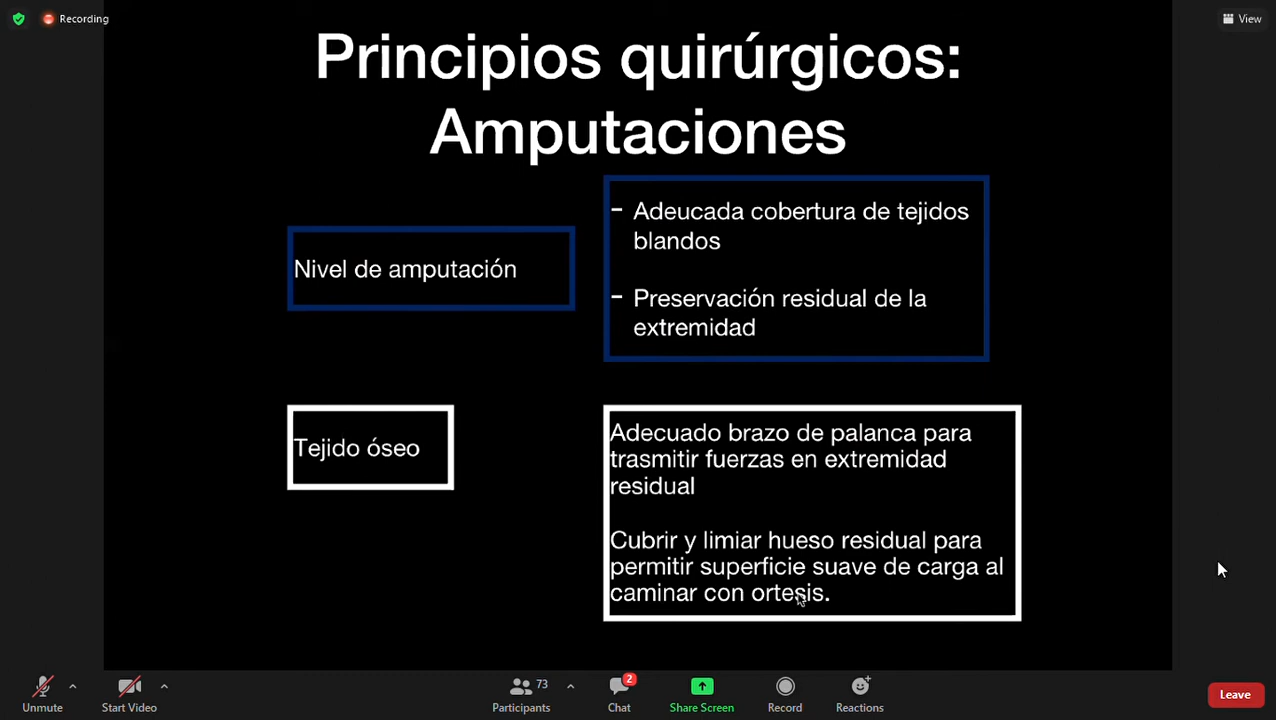 Recording
View
Principios quirúrgicos:
Amputaciones
Nivel de amputación
- Adeucada cobertura de tejidos
blandos
- Preservación residual de la
extremidad
Tejido óseo
Adecuado brazo de palanca para
trasmitir fuerzas en extremidad
residual
Cubrir y limiar hueso residual para
permitir superficie suave de carga al
caminar con ortesis.
Unmute
Start Video
73
Participants
2
Chat
Share Screen
Record
Reactions
Leave